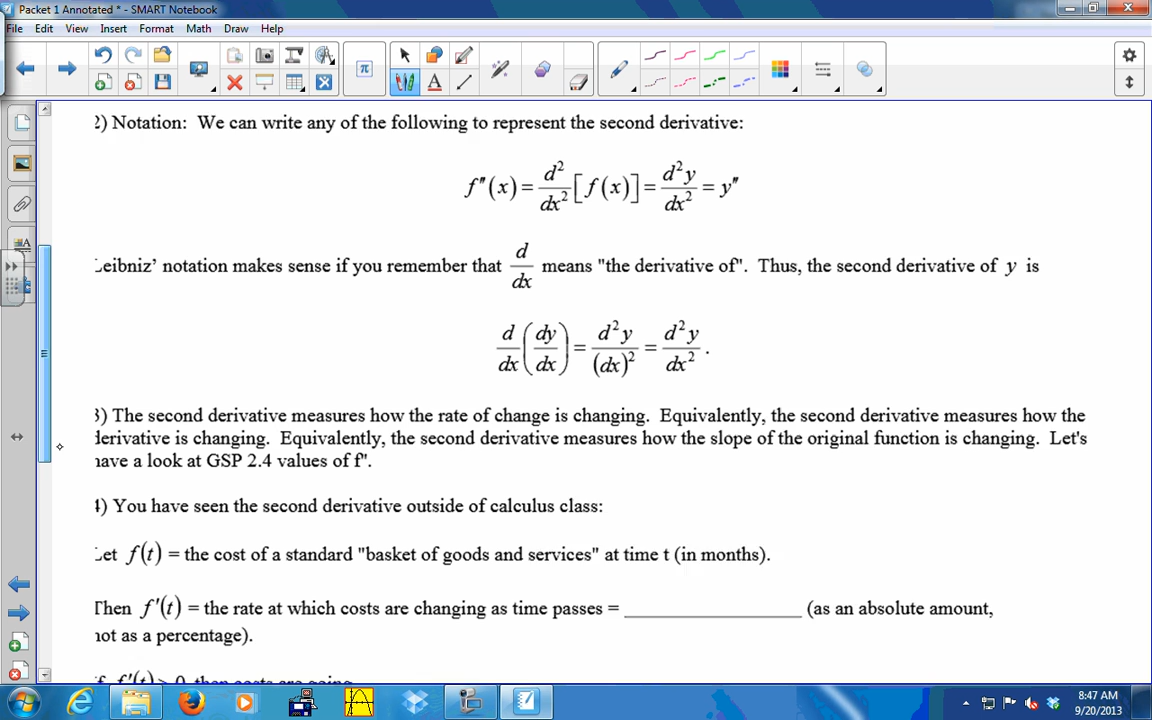 Packet 1 Annotated * - SMART Notebook
File Edit View Insert Format Math Draw Help
2) Notation: We can write any of the following to represent the second derivative:
f''(x) = d²/dx² [f(x)] = d²y/dx² = y''
Leibniz' notation makes sense if you remember that d/dx means "the derivative of". Thus, the second derivative of y is
d/dx (dy/dx) = d²y/(dx)² = d²y/dx² .
3) The second derivative measures how the rate of change is changing. Equivalently, the second derivative measures how the
derivative is changing. Equivalently, the second derivative measures how the slope of the original function is changing. Let's
have a look at GSP 2.4 values of f".
4) You have seen the second derivative outside of calculus class:
Let f(t) = the cost of a standard "basket of goods and services" at time t (in months).
Then f'(t) = the rate at which costs are changing as time passes = ____________________ (as an absolute amount,
not as a percentage).
If f'(t) > 0, then costs are going
8:47 AM
9/20/2013